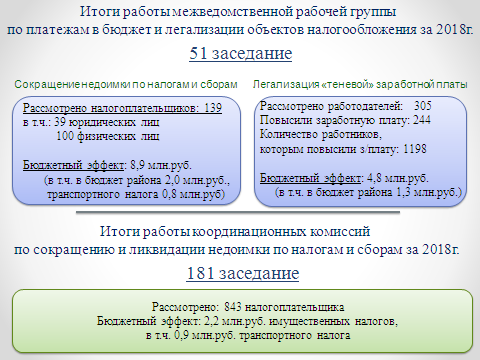 Итоги работы межведомственной рабочей группы
по платежам в бюджет и легализации объектов налогообложения за 2018г.
51 заседание
Сокращение недоимки по налогам и сборам
Рассмотрено налогоплательщиков: 139
в т.ч.: 39 юридических лиц
100 физических лиц
Бюджетный эффект: 8,9 млн.руб.
(в т.ч. в бюджет района 2,0 млн.руб.,
транспортного налога 0,8 млн.руб)
Легализация «теневой» заработной платы
Рассмотрено работодателей: 305
Повысили заработную плату: 244
Количество работников,
которым повысили з/плату: 1198
Бюджетный эффект: 4,8 млн.руб.
(в т.ч. в бюджет района 1,3 млн.руб.)
Итоги работы координационных комиссий
по сокращению и ликвидации недоимки по налогам и сборам за 2018г.
181 заседание
Рассмотрено: 843 налогоплательщика
Бюджетный эффект: 2,2 млн.руб. имущественных налогов,
в т.ч. 0,9 млн.руб. транспортного налога